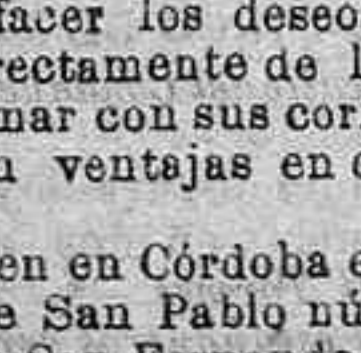 facer los deseo
rectamente de l
nar con sus cor
n ventajas en
en en Córdoba e
e San Pablo nú